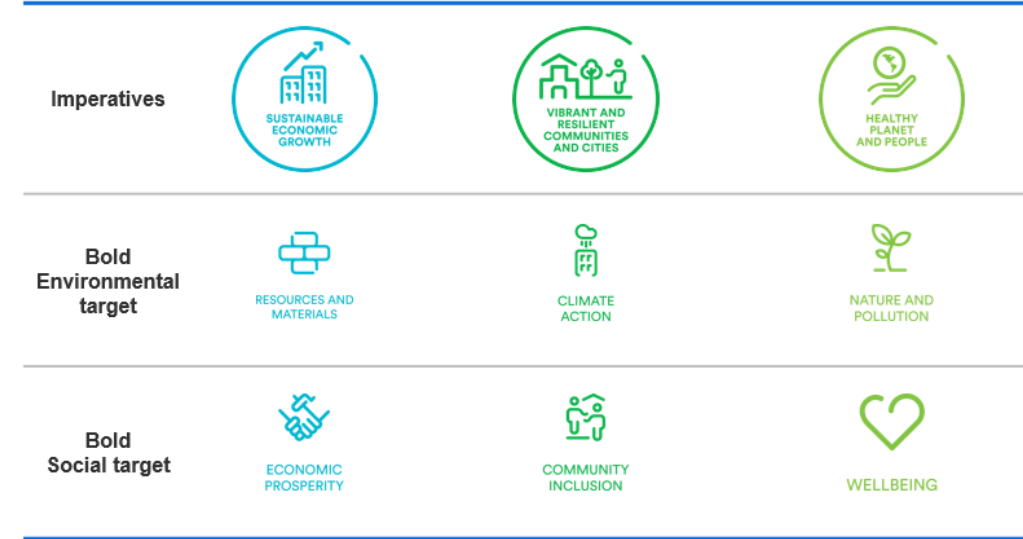 Imperatives
SUSTAINABLE
ECONOMIC
GROWTH
VIBRANT AND
RESILIENT
COMMUNITIES
AND CITIES
HEALTHY
PLANET
AND PEOPLE
Bold
Environmental
target
RESOURCES AND
MATERIALS
CLIMATE
ACTION
NATURE AND
POLLUTION
Bold
Social target
ECONOMIC
PROSPERITY
COMMUNITY
INCLUSION
WELLBEING